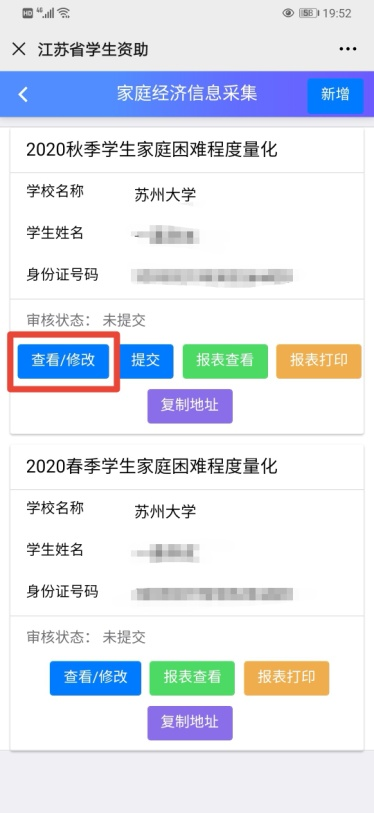 HD 4G 58 19:52
江苏省学生资助
家庭经济信息采集 新增
2020秋季学生家庭困难程度量化
学校名称 苏州大学
学生姓名
身份证号码
审核状态： 未提交
查看/修改 提交 报表查看 报表打印
复制地址
2020春季学生家庭困难程度量化
学校名称 苏州大学
学生姓名
身份证号码
审核状态： 未提交
查看/修改 报表查看 报表打印
复制地址